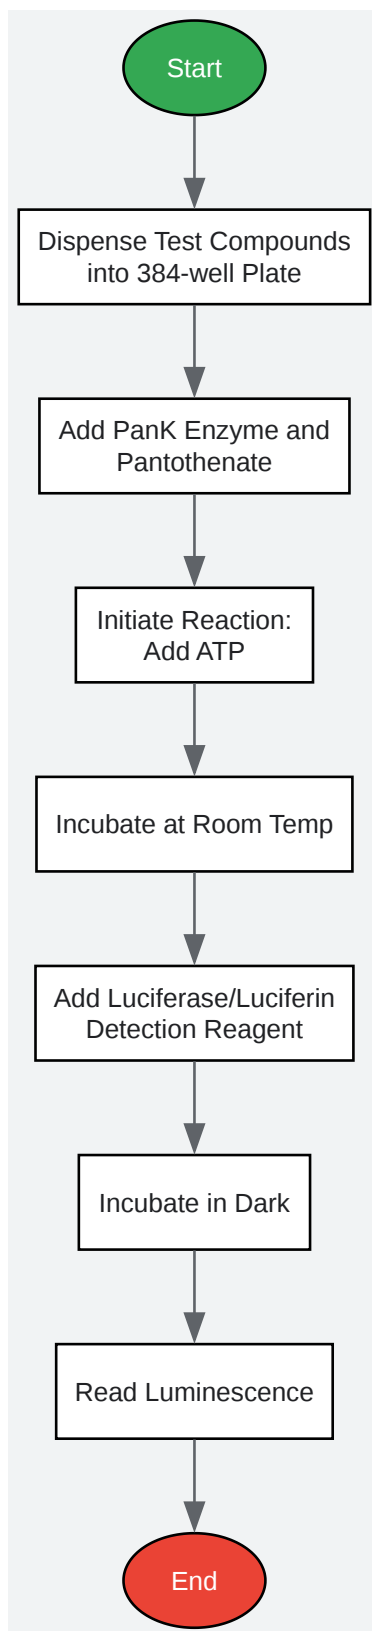 Start
Dispense Test Compounds
into 384-well Plate
Add PanK Enzyme and
Pantothenate
Initiate Reaction:
Add ATP
Incubate at Room Temp
Add Luciferase/Luciferin
Detection Reagent
Incubate in Dark
Read Luminescence
End